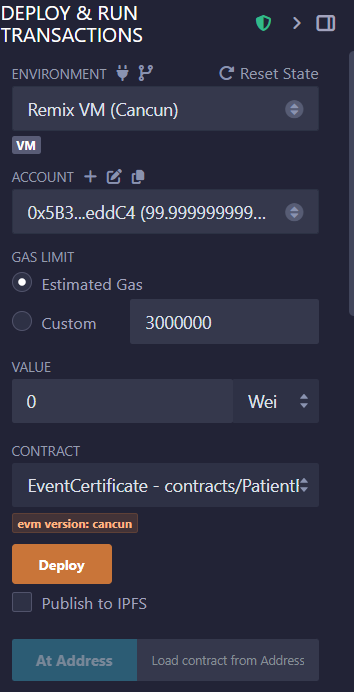 DEPLOY & RUN
TRANSACTIONS
ENVIRONMENT
Reset State
Remix VM (Cancun)
VM
ACCOUNT
0x5B3...eddC4 (99.999999999...
GAS LIMIT
Estimated Gas
Custom
3000000
VALUE
0
Wei
CONTRACT
EventCertificate - contracts/Patient
evm version: cancun
Deploy
Publish to IPFS
At Address
Load contract from Address